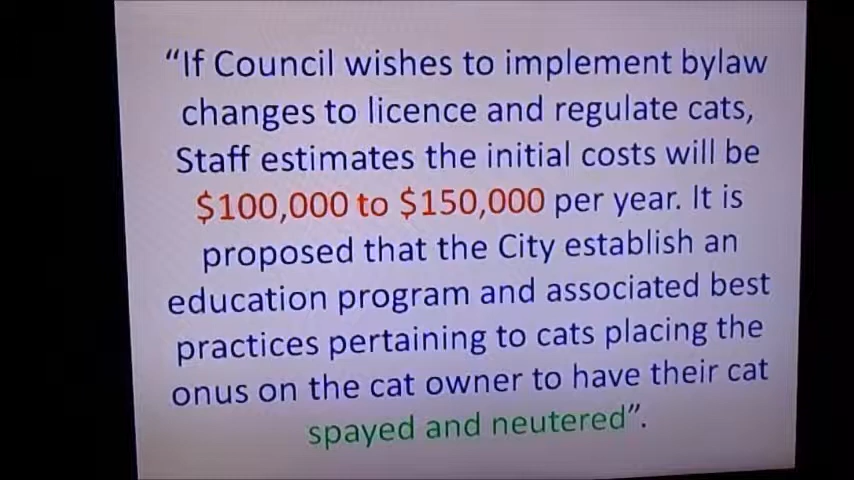 “If Council wishes to implement bylaw
changes to licence and regulate cats,
Staff estimates the initial costs will be
$100,000 to $150,000 per year. It is
proposed that the City establish an
education program and associated best
practices pertaining to cats placing the
onus on the cat owner to have their cat
spayed and neutered”.